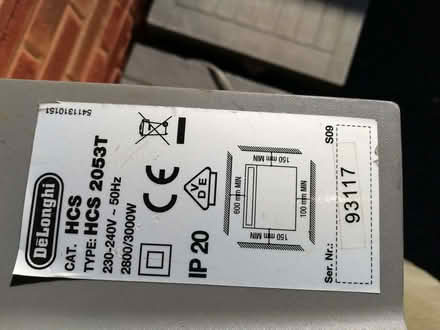 DeLonghi
CAT. HCS
TYPE: HCS 2053T
230-240V ~ 50Hz
2800/3000W
5411310151
CE
VDE
IP 20
150 mm MIN
600 mm MIN
100 mm MIN
150 mm MIN
S09
Ser. Nr.: 93117